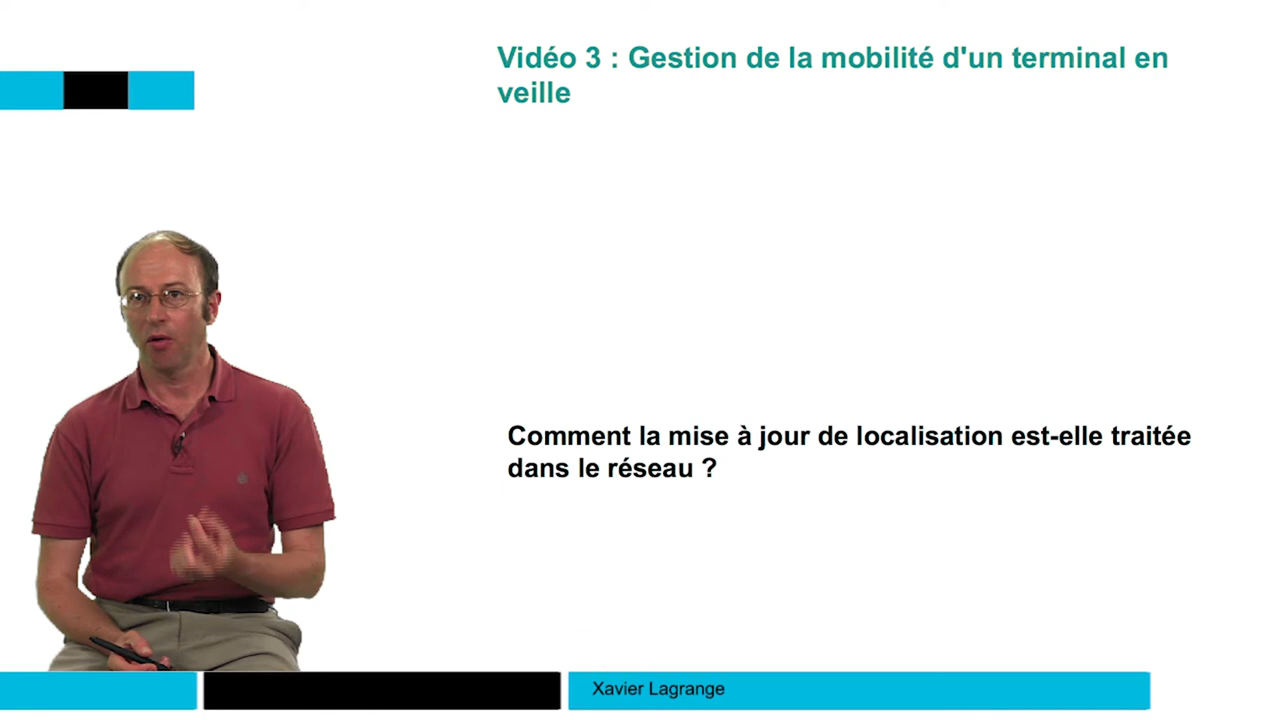 Vidéo 3 : Gestion de la mobilité d'un terminal en
veille
Comment la mise à jour de localisation est-elle traitée
dans le réseau ?
Xavier Lagrange